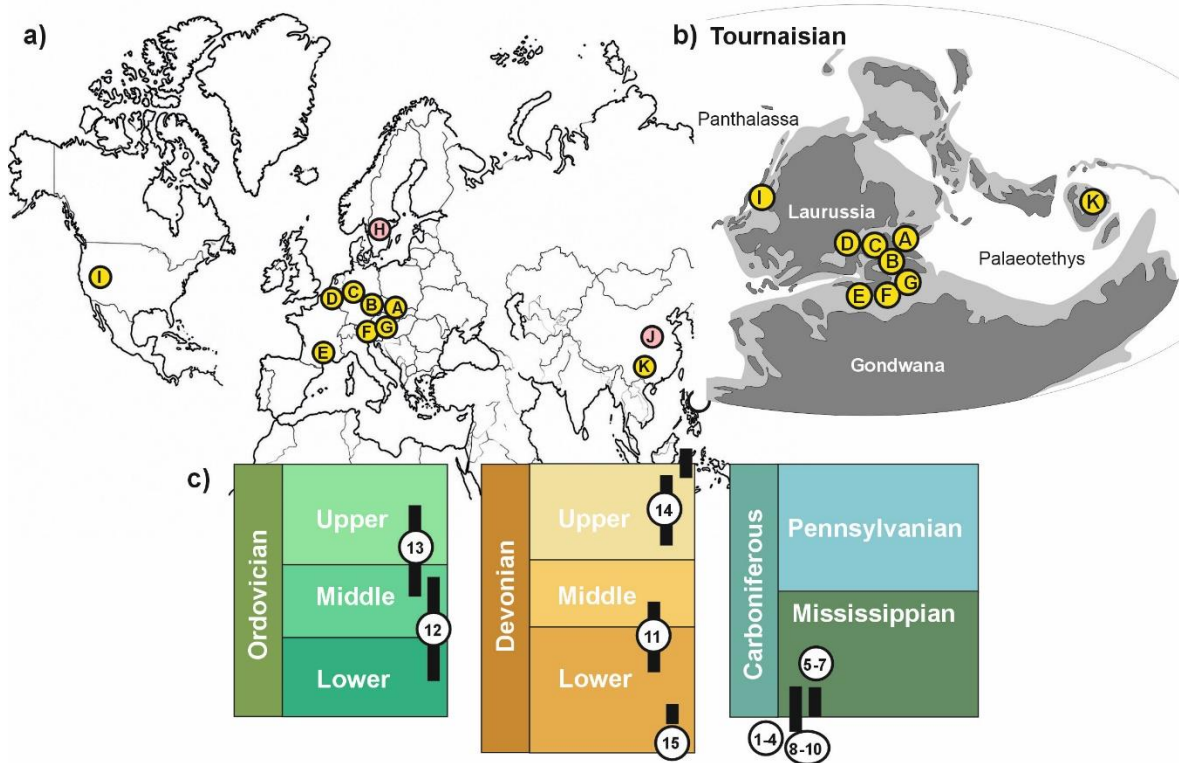 a)
I
H
D
C
B
A
F
G
E
J
K
b) Tournaisian
Panthalassa
I
Laurussia
K
D
C
A
B
Palaeotethys
G
E
F
Gondwana
c)
Ordovician
Upper
13
Middle
12
Lower
Devonian
Upper
14
Middle
11
Lower
15
Carboniferous
Pennsylvanian
Mississippian
5-7
1-4
8-10